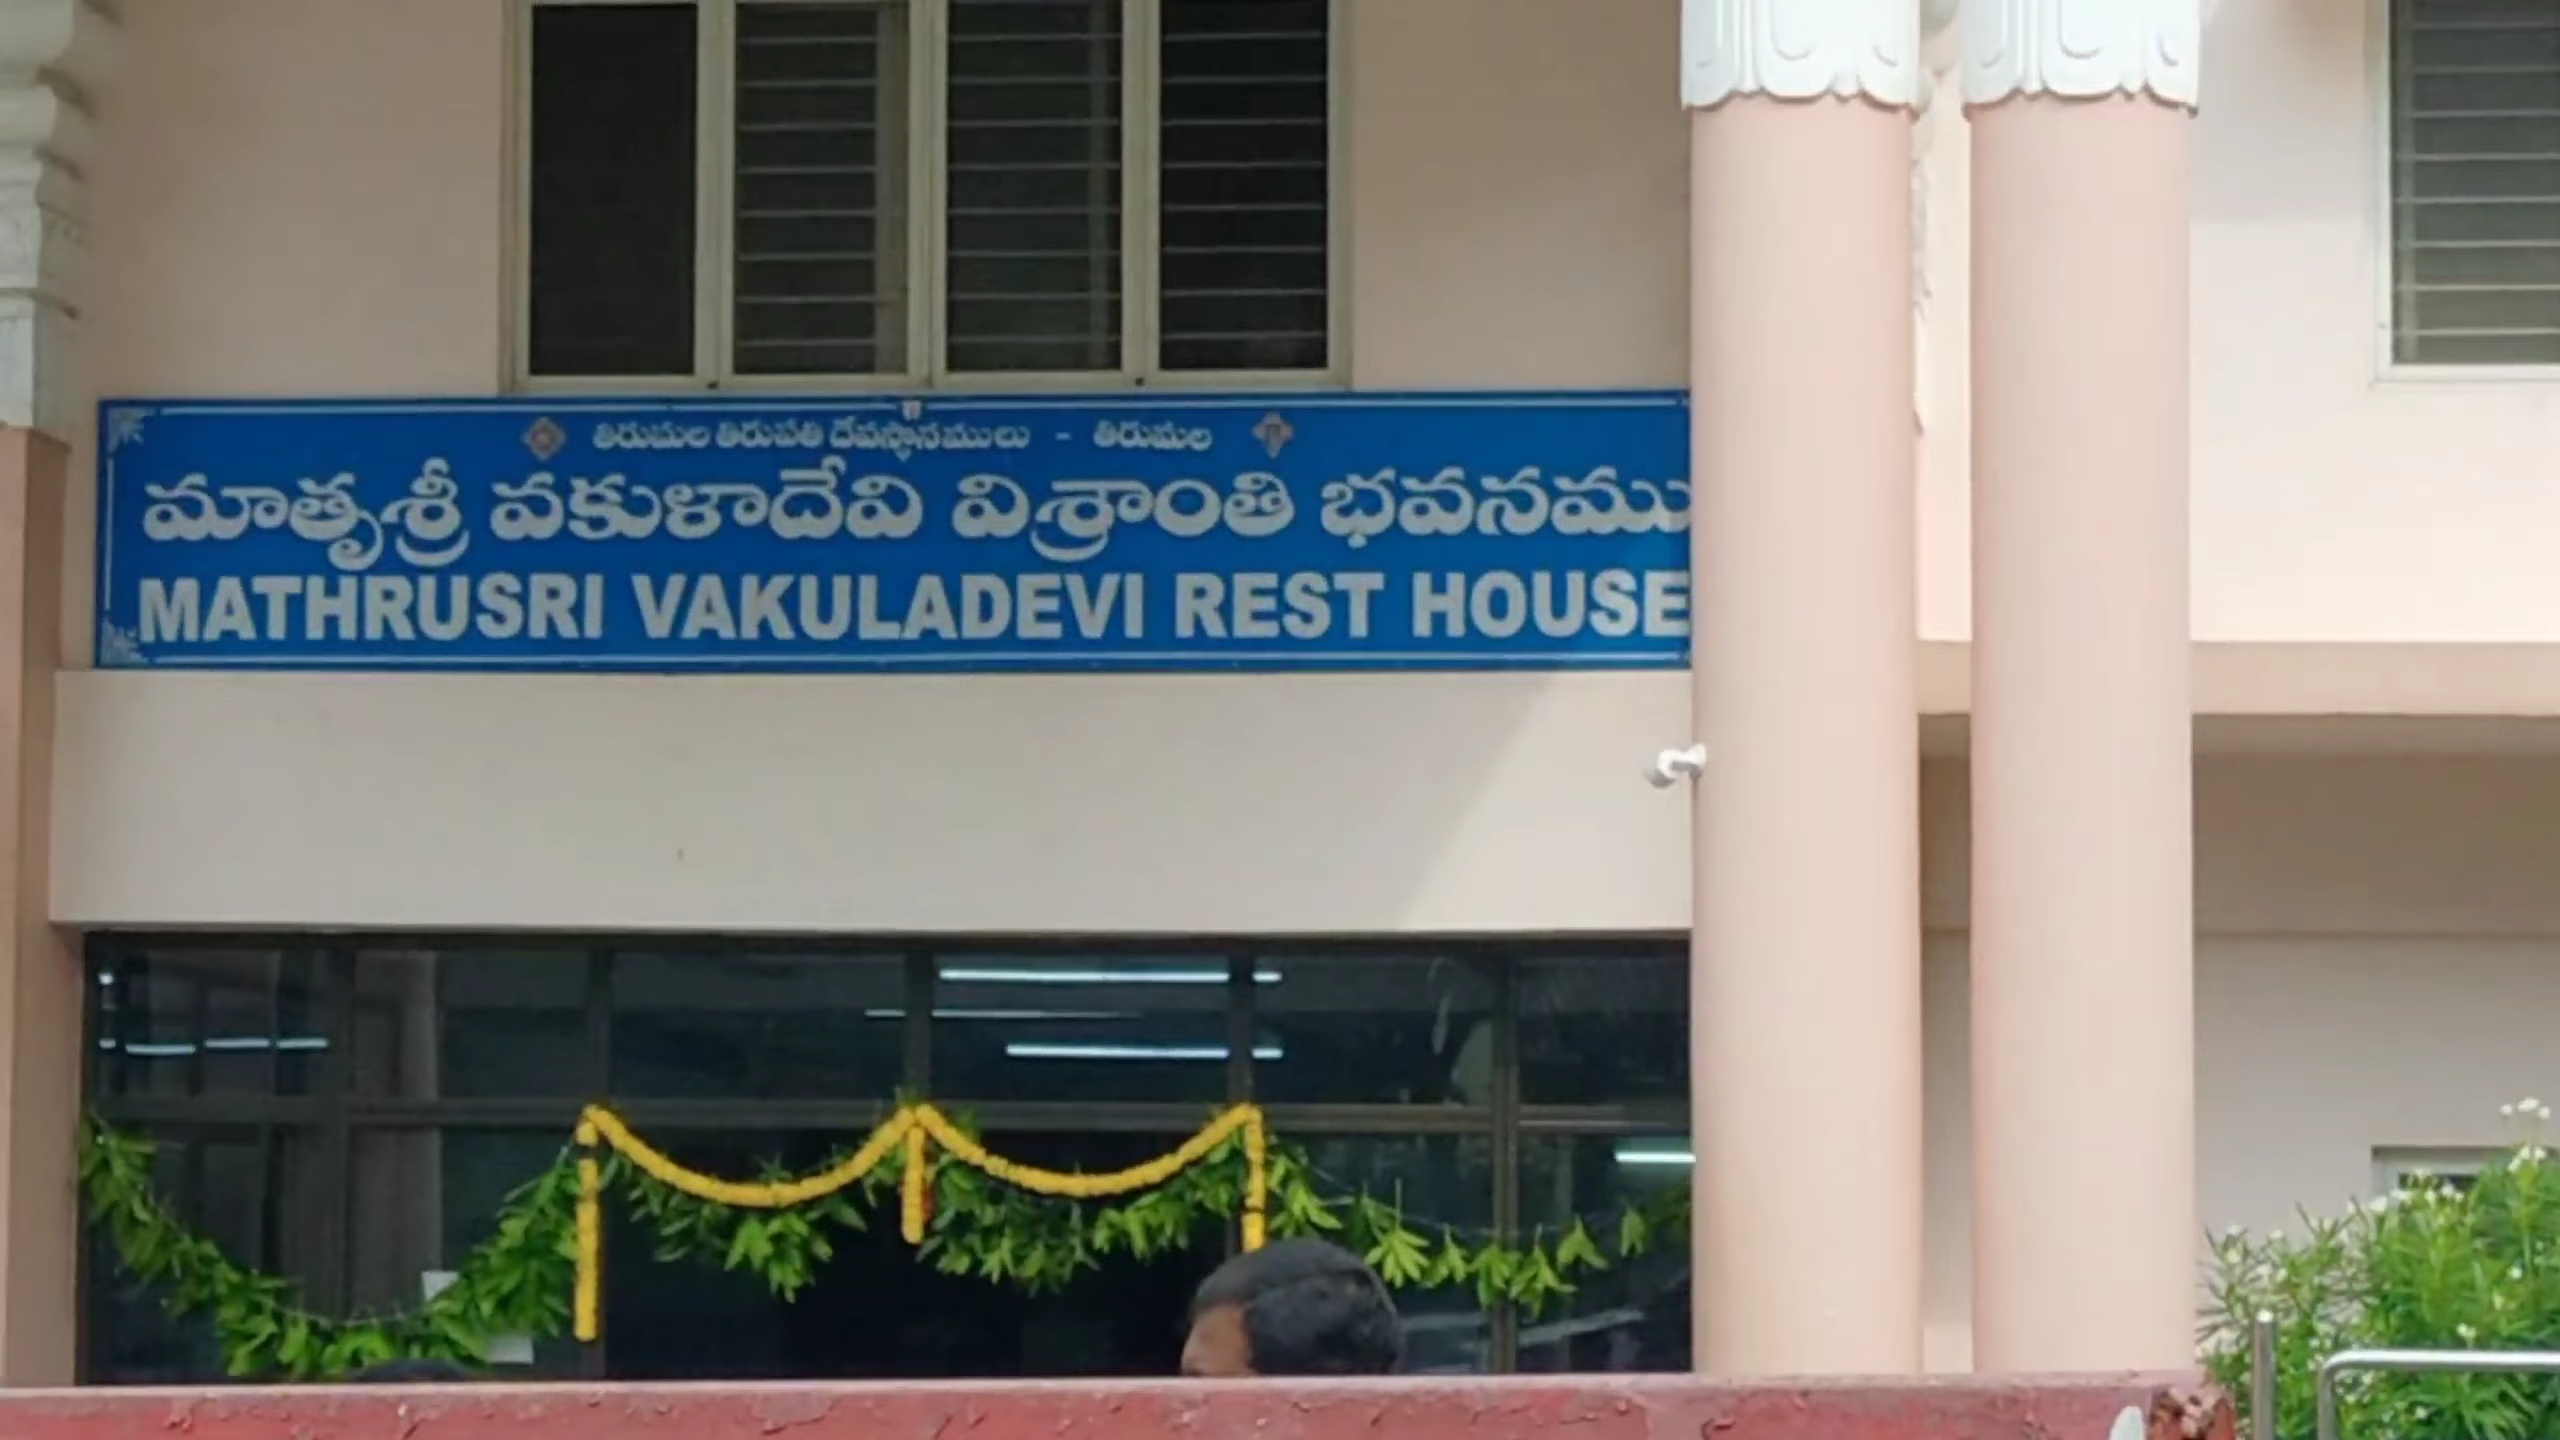 తిరుమల తిరుపతి దేవస్థానములు - తిరుమల
మాతృశ్రీ వకుళాదేవి విశ్రాంతి భవనము
MATHRUSRI VAKULADEVI REST HOUSE